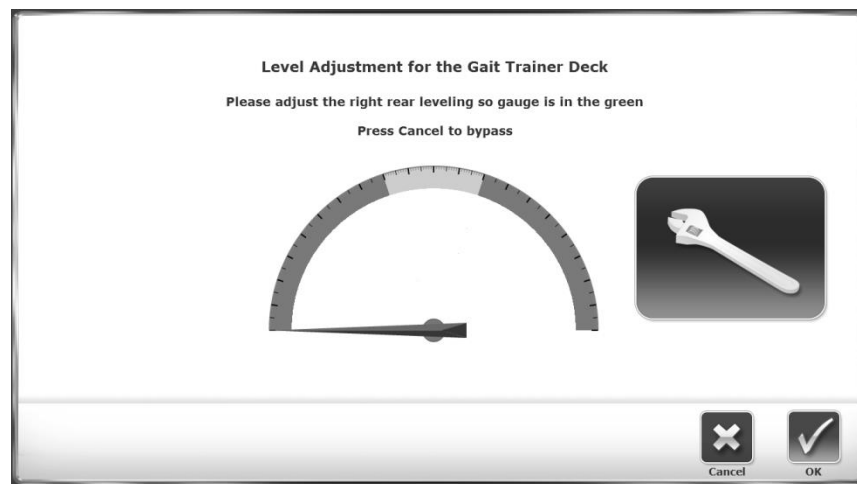 Level Adjustment for the Gait Trainer Deck
Please adjust the right rear leveling so gauge is in the green
Press Cancel to bypass
Cancel
OK